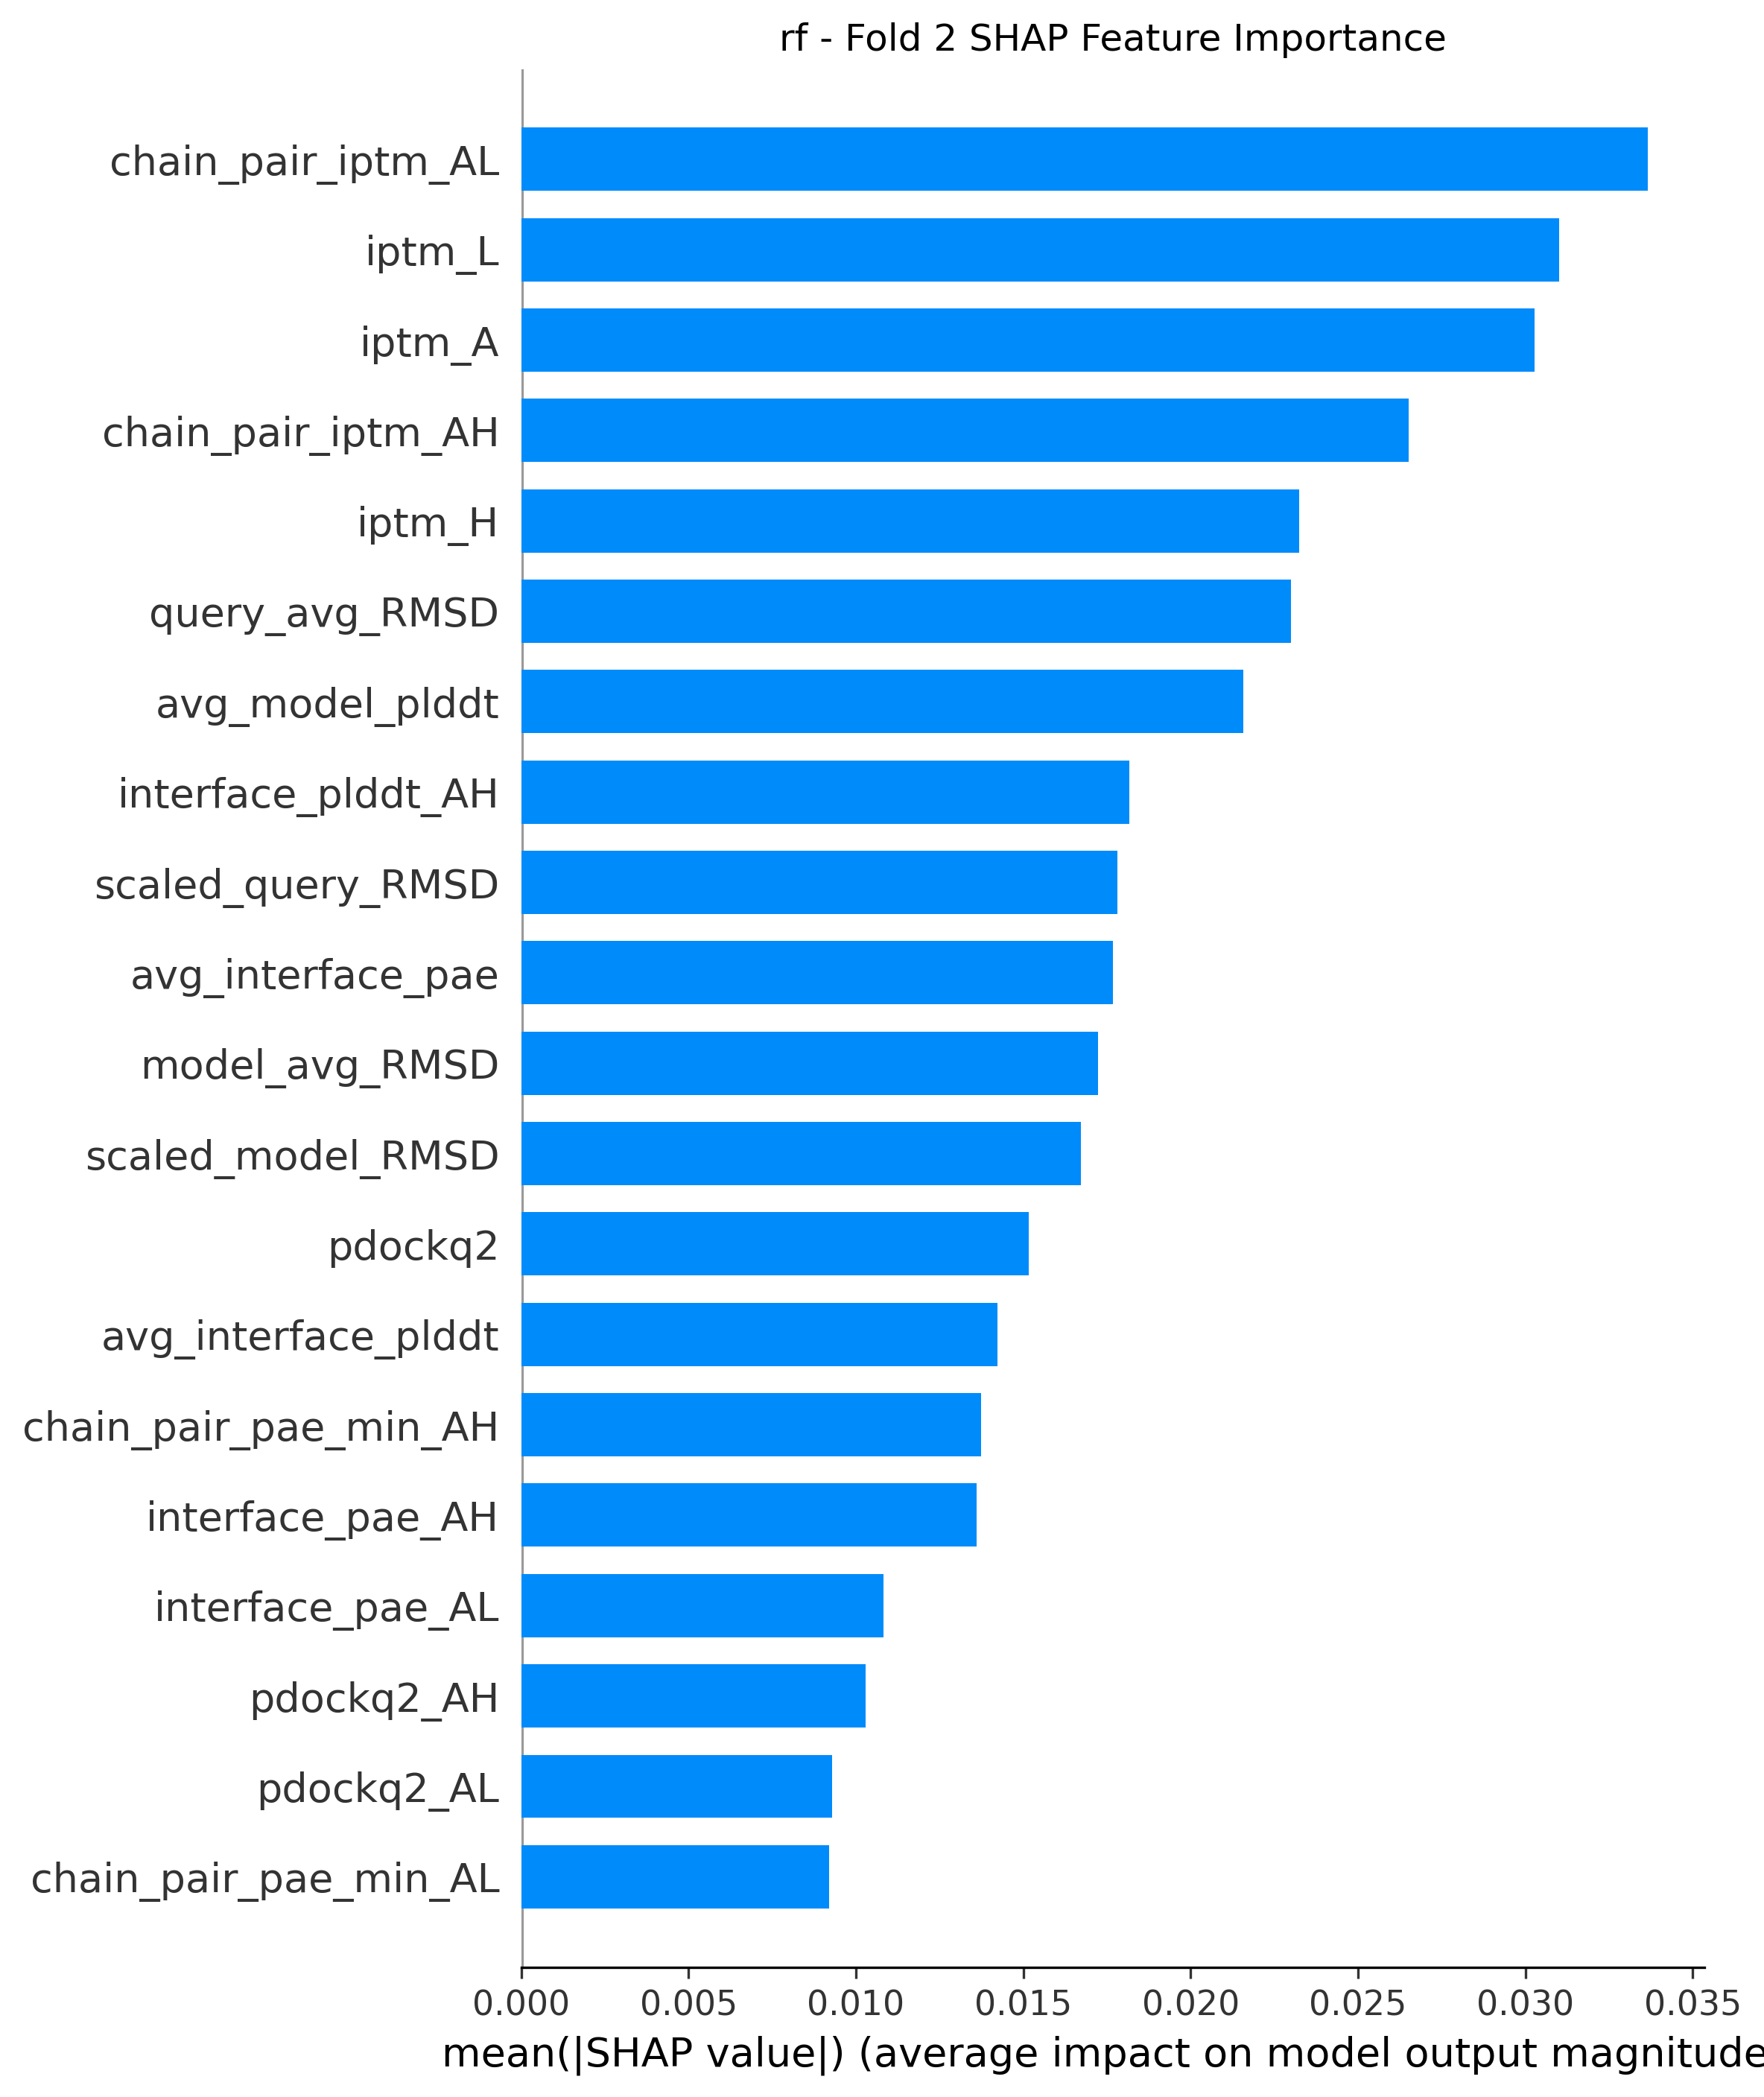 rf - Fold 2 SHAP Feature Importance
chain_pair_iptm_AL
iptm_L
iptm_A
chain_pair_iptm_AH
iptm_H
query_avg_RMSD
avg_model_plddt
interface_plddt_AH
scaled_query_RMSD
avg_interface_pae
model_avg_RMSD
scaled_model_RMSD
pdockq2
avg_interface_plddt
chain_pair_pae_min_AH
interface_pae_AH
interface_pae_AL
pdockq2_AH
pdockq2_AL
chain_pair_pae_min_AL
0.000 0.005 0.010 0.015 0.020 0.025 0.030 0.035
mean(|SHAP value|) (average impact on model output magnitude